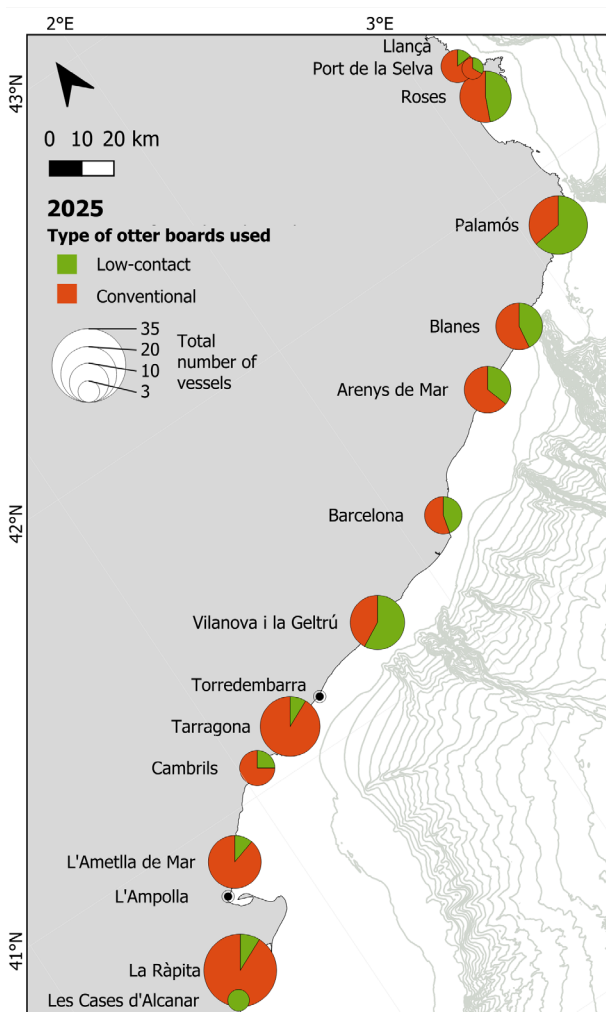 2°E
3°E
43°N
42°N
41°N
0 10 20 km
2025
Type of otter boards used
Low-contact
Conventional
35
20
10
3
Total
number of
vessels
Llançà
Port de la Selva
Roses
Palamós
Blanes
Arenys de Mar
Barcelona
Vilanova i la Geltrú
Torredembarra
Tarragona
Cambrils
L'Ametlla de Mar
L'Ampolla
La Ràpita
Les Cases d'Alcanar